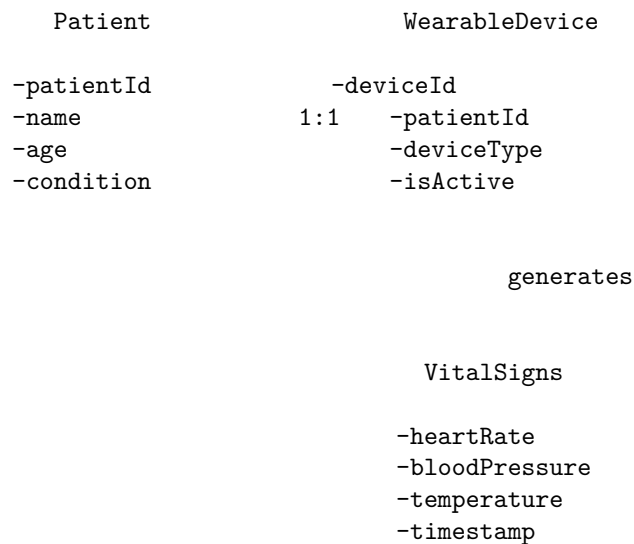 Patient WearableDevice
-patientId -deviceId
-name 1:1 -patientId
-age -deviceType
-condition -isActive
generates
VitalSigns
-heartRate
-bloodPressure
-temperature
-timestamp